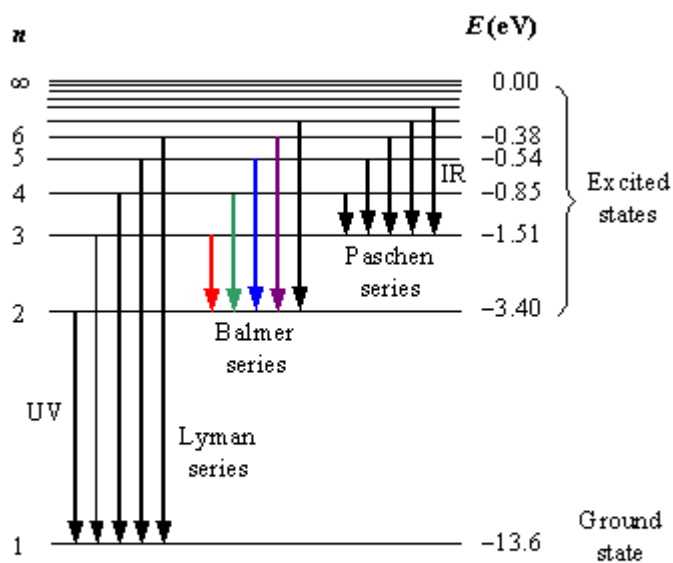 n E(eV)
∞ 0.00
6 −0.38
5 −0.54
IR
4 −0.85
Excited
states
3 −1.51
Paschen
series
2 −3.40
Balmer
series
UV
Lyman
series
Ground
state
1 −13.6